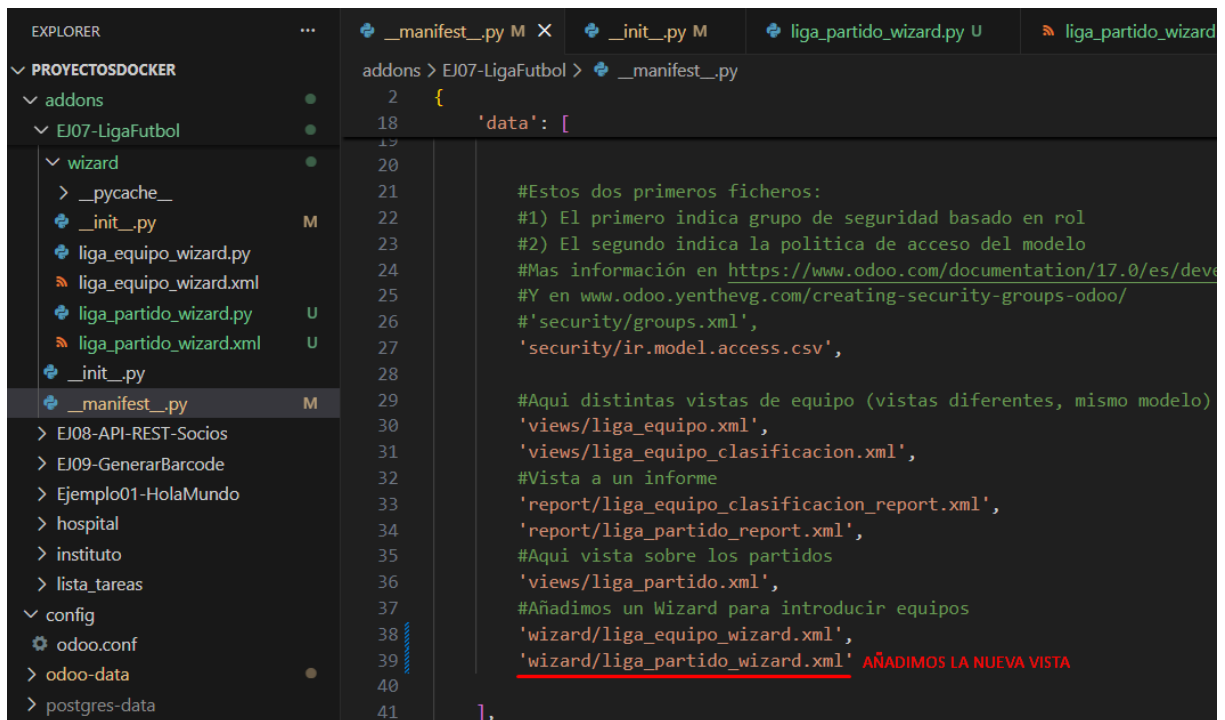 EXPLORER ...
PROYECTOSDOCKER
addons
EJ07-LigaFutbol
wizard
__pycache__
__init__.py M
liga_equipo_wizard.py
liga_equipo_wizard.xml
liga_partido_wizard.py U
liga_partido_wizard.xml U
__init__.py
__manifest__.py M
EJ08-API-REST-Socios
EJ09-GenerarBarcode
Ejemplo01-HolaMundo
hospital
instituto
lista_tareas
config
odoo.conf
odoo-data
postgres-data
__manifest__.py M × __init__.py M liga_partido_wizard.py U liga_partido_wizard
addons > EJ07-LigaFutbol > __manifest__.py
2 {
18 'data': [
19
20
21 #Estos dos primeros ficheros:
22 #1) El primero indica grupo de seguridad basado en rol
23 #2) El segundo indica la politica de acceso del modelo
24 #Mas información en https://www.odoo.com/documentation/17.0/es/deve
25 #Y en www.odoo.yenthevg.com/creating-security-groups-odoo/
26 #'security/groups.xml',
27 'security/ir.model.access.csv',
28
29 #Aqui distintas vistas de equipo (vistas diferentes, mismo modelo)
30 'views/liga_equipo.xml',
31 'views/liga_equipo_clasificacion.xml',
32 #Vista a un informe
33 'report/liga_equipo_clasificacion_report.xml',
34 'report/liga_partido_report.xml',
35 #Aqui vista sobre los partidos
36 'views/liga_partido.xml',
37 #Añadimos un Wizard para introducir equipos
38 'wizard/liga_equipo_wizard.xml',
39 'wizard/liga_partido_wizard.xml' AÑADIMOS LA NUEVA VISTA
40
41 ],